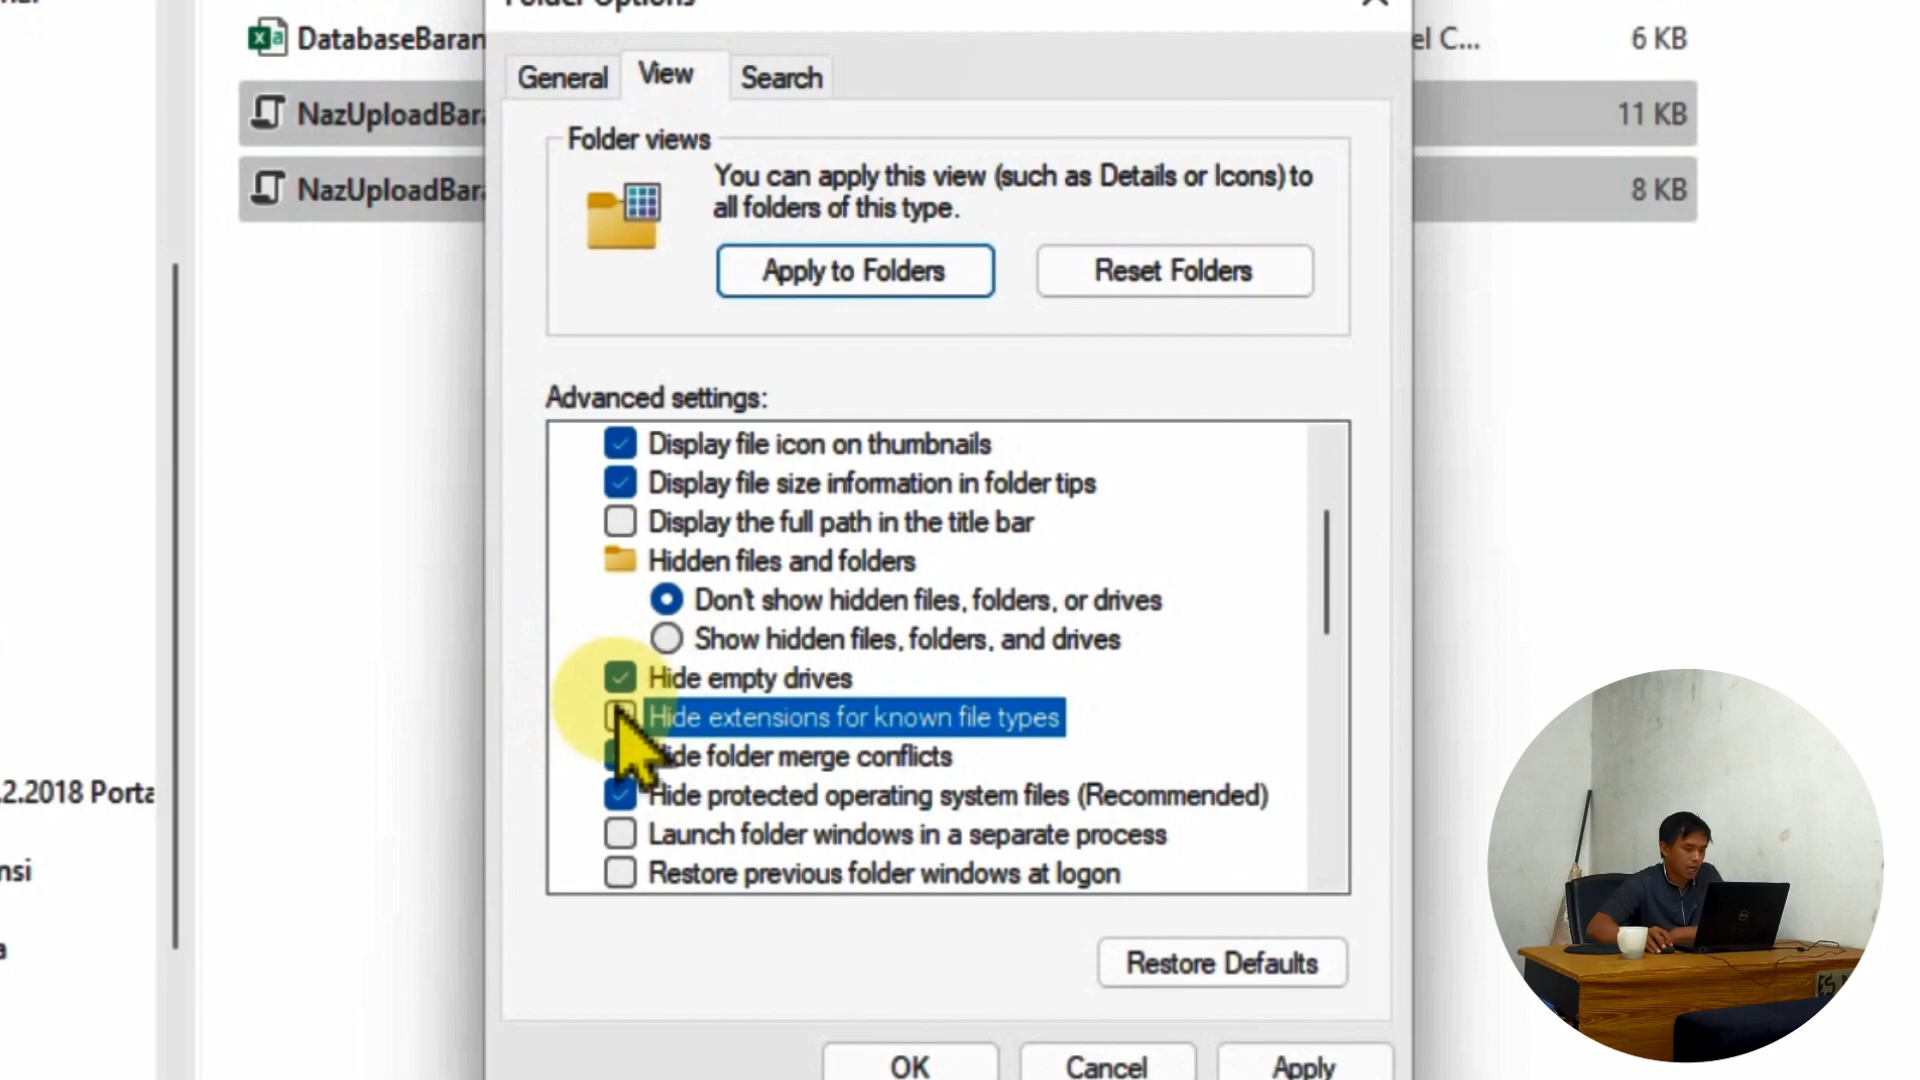 Folder Options
DatabaseBaran
el C...
6 KB
NazUploadBar
11 KB
NazUploadBara
8 KB
General
View
Search
Folder views
You can apply this view (such as Details or Icons) to
all folders of this type.
Apply to Folders
Reset Folders
Advanced settings:
Display file icon on thumbnails
Display file size information in folder tips
Display the full path in the title bar
Hidden files and folders
Don't show hidden files, folders, or drives
Show hidden files, folders, and drives
Hide empty drives
Hide extensions for known file types
ide folder merge conflicts
Hide protected operating system files (Recommended)
Launch folder windows in a separate process
Restore previous folder windows at logon
Restore Defaults
OK
Cancel
Apply
.2.2018 Porta
nsi
a